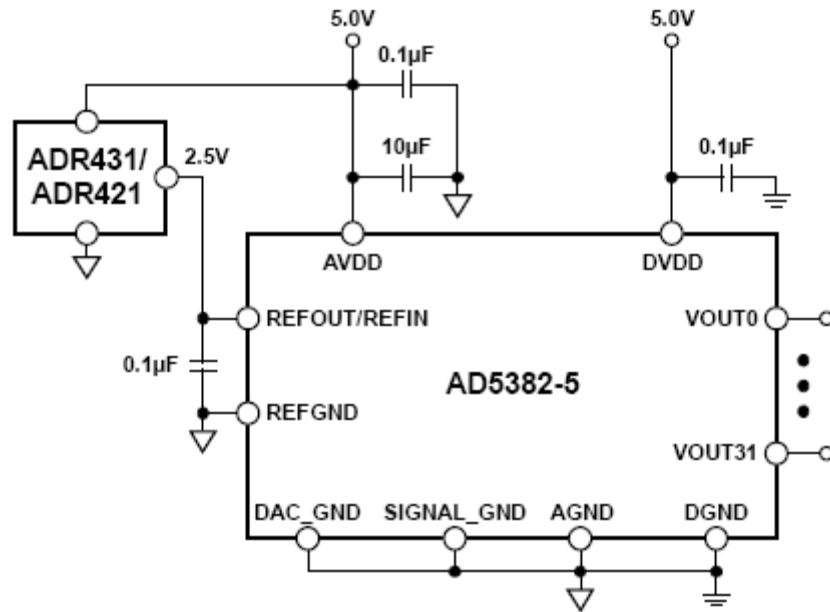 5.0V
5.0V
0.1µF
ADR431/
ADR421
2.5V
10µF
0.1µF
AVDD
DVDD
REFOUT/REFIN
VOUT0
0.1µF
AD5382-5
REFGND
VOUT31
DAC_GND
SIGNAL_GND
AGND
DGND